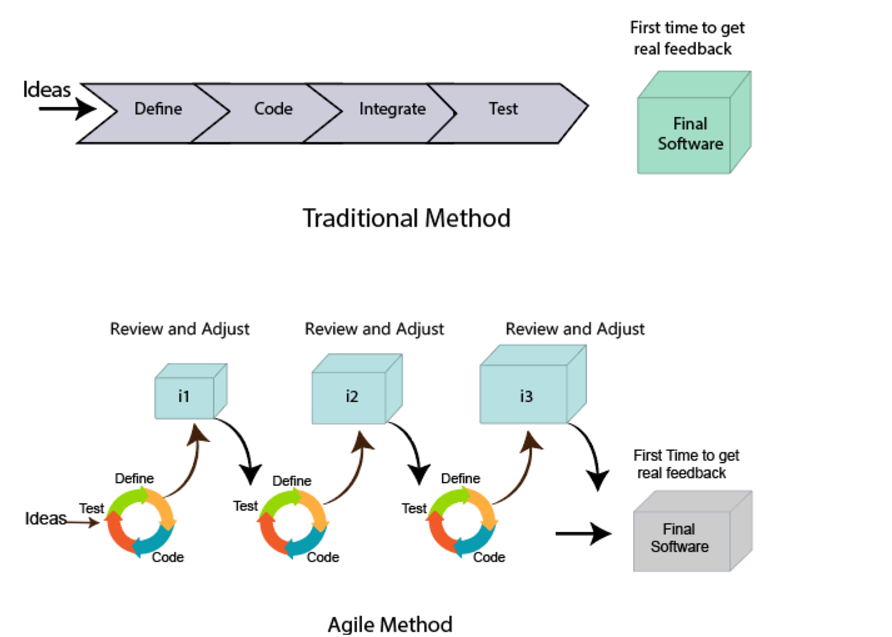 First time to get
real feedback
Ideas
Define
Code
Integrate
Test
Final
Software
Traditional Method
Review and Adjust
Review and Adjust
Review and Adjust
i1
i2
i3
First Time to get
real feedback
Define
Test
Code
Define
Test
Code
Define
Test
Code
Ideas
Final
Software
Agile Method